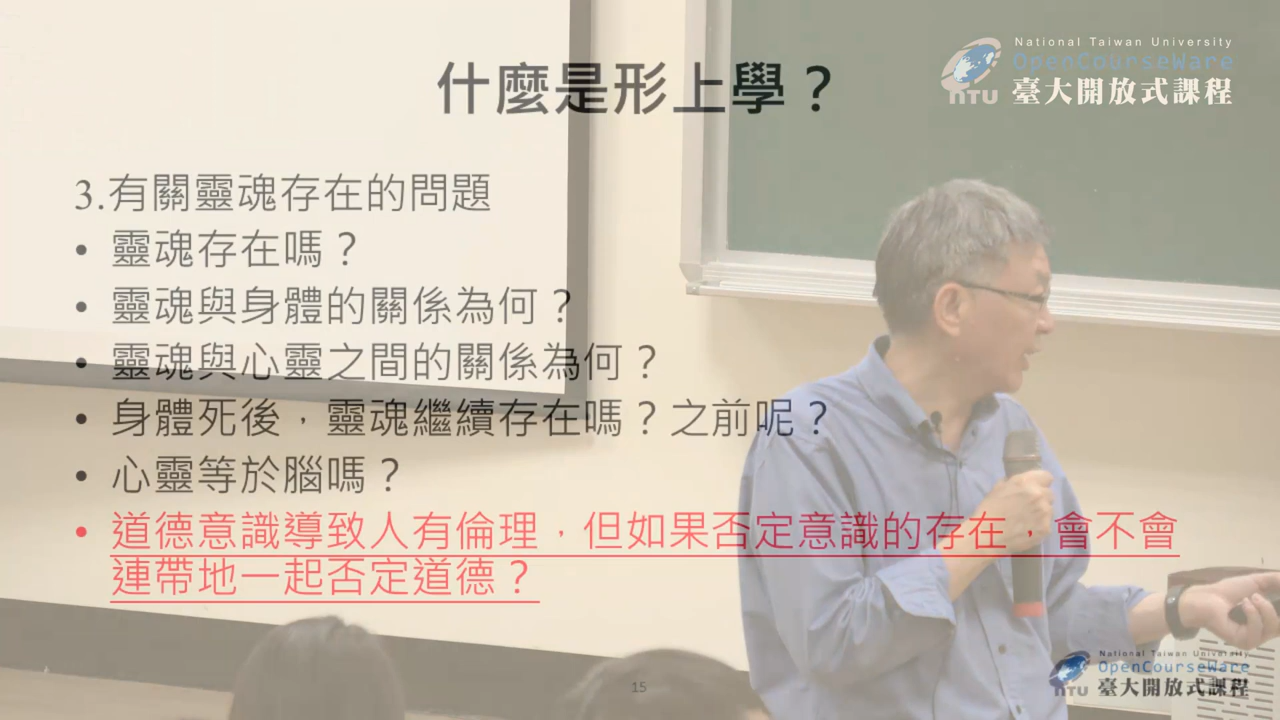 什麼是形上學？
National Taiwan University
OpenCourseWare
NTU 臺大開放式課程
3.有關靈魂存在的問題
• 靈魂存在嗎？
• 靈魂與身體的關係為何？
• 靈魂與心靈之間的關係為何？
• 身體死後，靈魂繼續存在嗎？之前呢？
• 心靈等於腦嗎？
• 道德意識導致人有倫理，但如果否定意識的存在，會不會
連帶地一起否定道德？
15
National Taiwan University
OpenCourseWare
NTU 臺大開放式課程